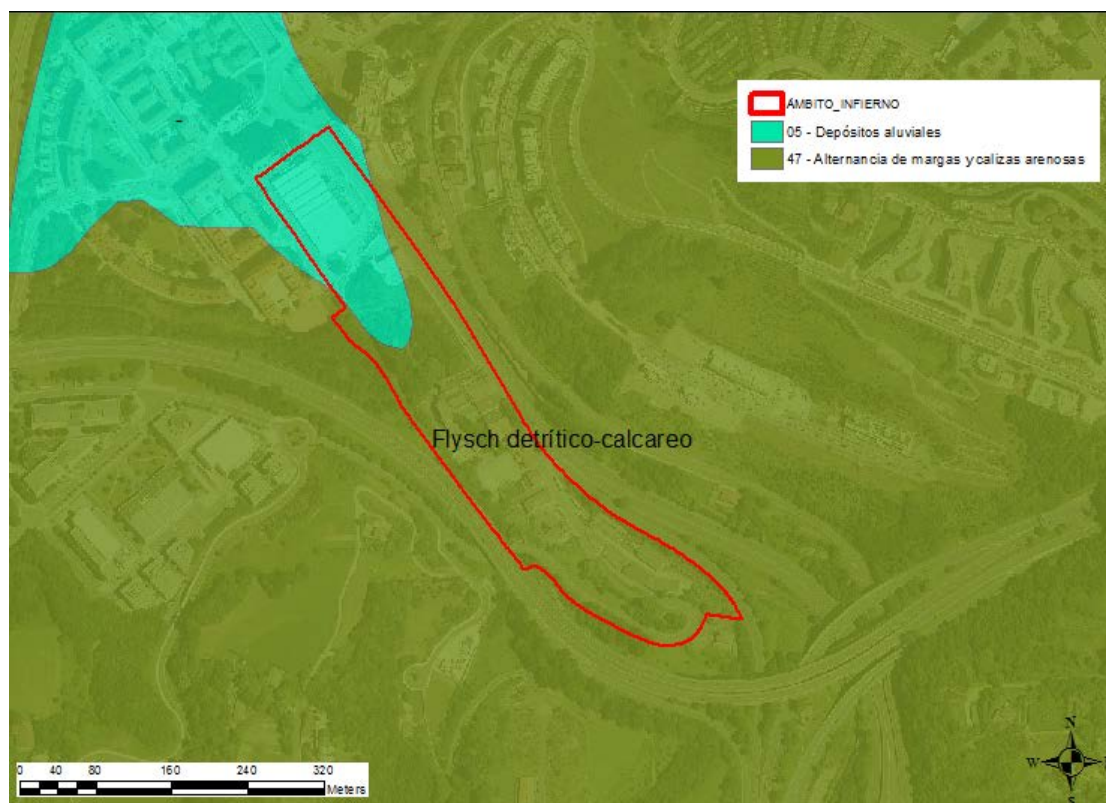 ÁMBITO_INFIERNO
05 - Depósitos aluviales
47 - Alternancia de margas y calizas arenosas
Flysch detrítico-calcareo
0 40 80 160 240 320
Meters
N
W
S